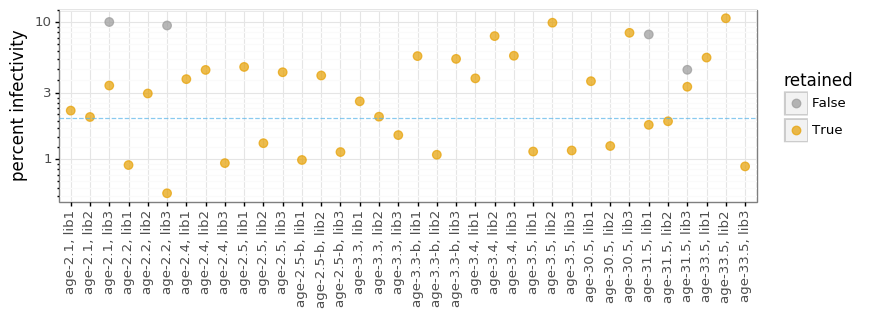 percent infectivity
10
3
1
age-2.1, lib1
age-2.1, lib2
age-2.1, lib3
age-2.2, lib1
age-2.2, lib2
age-2.2, lib3
age-2.4, lib1
age-2.4, lib2
age-2.4, lib3
age-2.5, lib1
age-2.5, lib2
age-2.5, lib3
age-2.5-b, lib1
age-2.5-b, lib2
age-2.5-b, lib3
age-3.3, lib1
age-3.3, lib2
age-3.3, lib3
age-3.3-b, lib1
age-3.3-b, lib2
age-3.3-b, lib3
age-3.4, lib1
age-3.4, lib2
age-3.4, lib3
age-3.5, lib1
age-3.5, lib2
age-3.5, lib3
age-30.5, lib1
age-30.5, lib2
age-30.5, lib3
age-31.5, lib1
age-31.5, lib2
age-31.5, lib3
age-33.5, lib1
age-33.5, lib2
age-33.5, lib3
retained
False
True